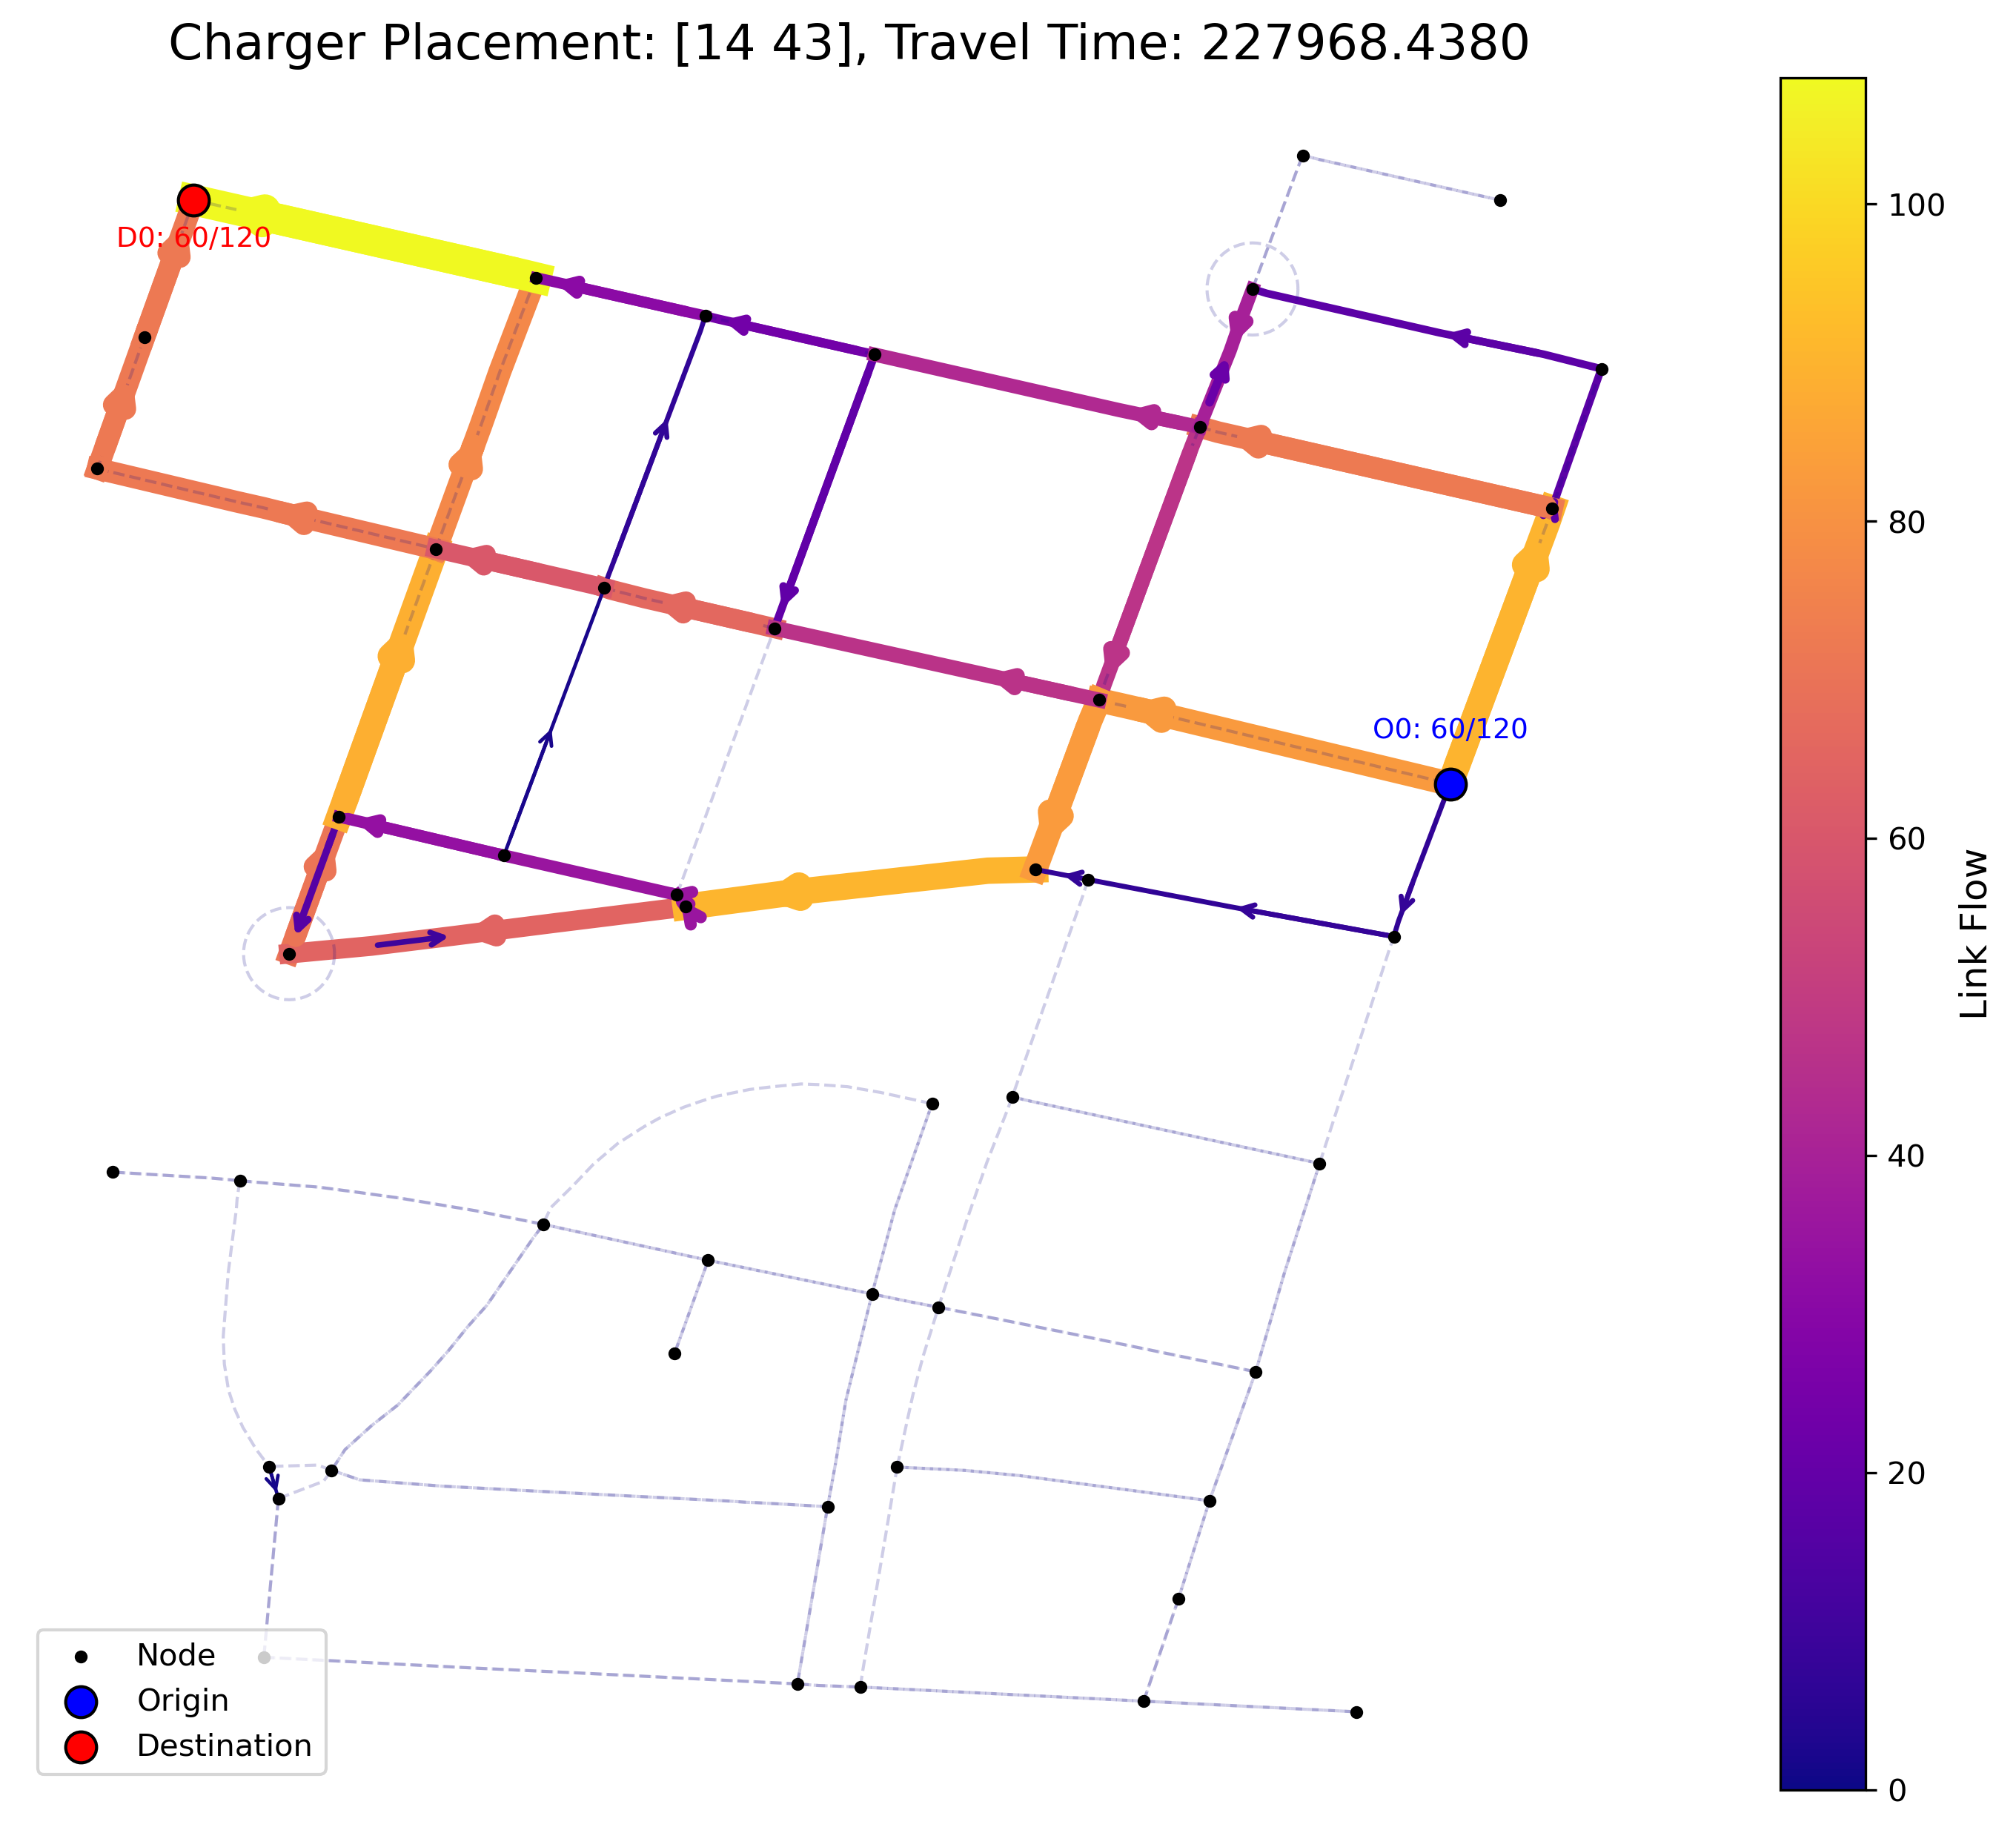 Charger Placement: [14 43], Travel Time: 227968.4380
D0: 60/120
O0: 60/120
100
80
60
40
20
0
Link Flow
Node
Origin
Destination